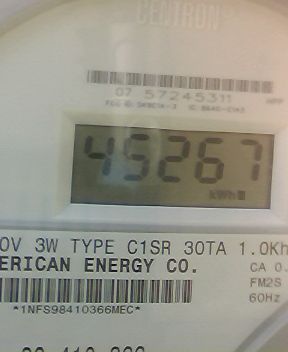 CENTRON
07 57245311
45267
kWh
0V 3W TYPE C1SR 30TA 1.0Kh
ERICAN ENERGY CO.
CA 0.
FM2S
60Hz
*1NFS98410366MEC*